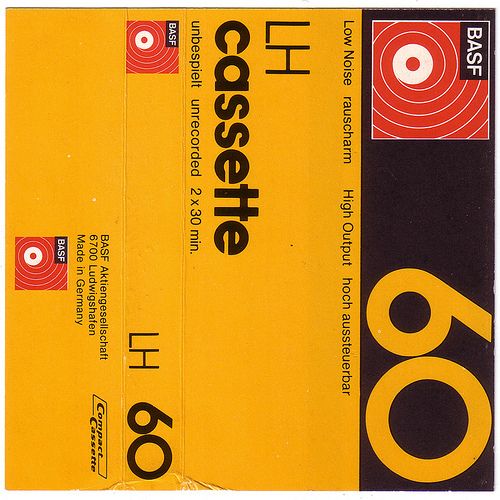 BASF
60
Low Noise rauscharm High Output hoch aussteuerbar
LH
cassette
unbespielt unrecorded 2 x 30 min.
BASF
LH 60
BASF
BASF Aktiengesellschaft
6700 Ludwigshafen
Made in Germany
Compact
Cassette